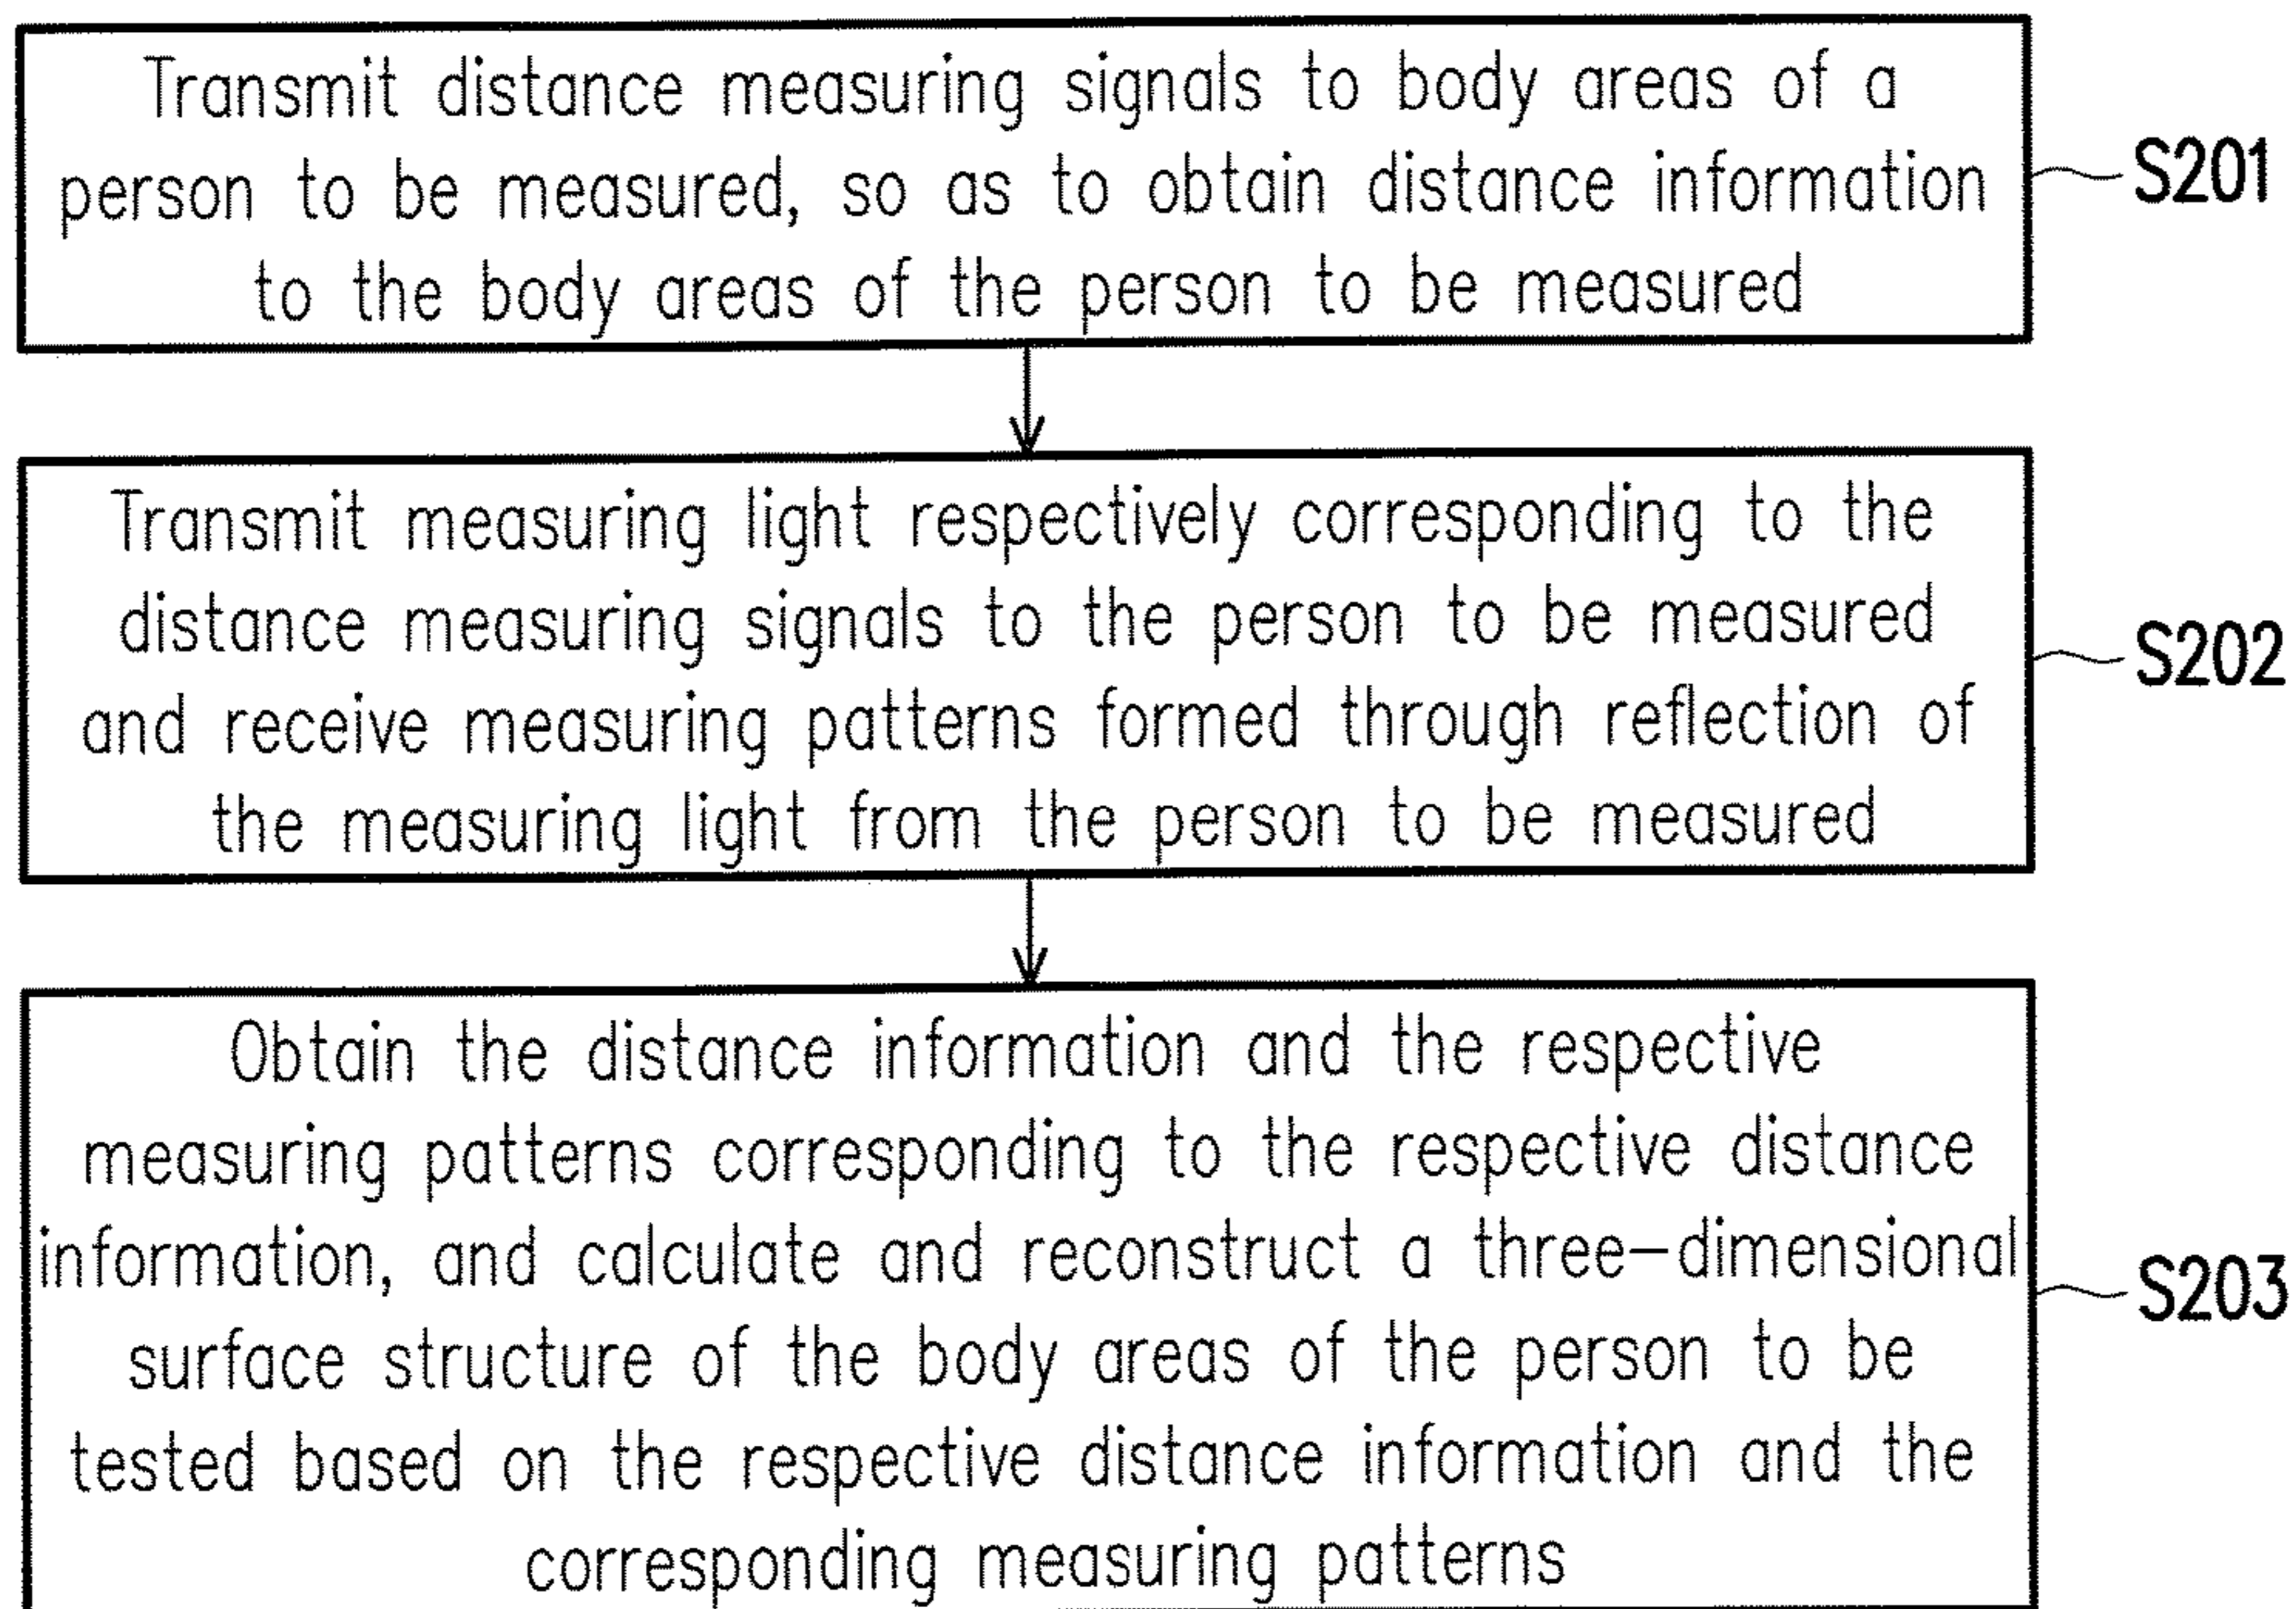 Transmit distance measuring signals to body areas of a
person to be measured, so as to obtain distance information
to the body areas of the person to be measured
S201
Transmit measuring light respectively corresponding to the
distance measuring signals to the person to be measured
and receive measuring patterns formed through reflection of
the measuring light from the person to be measured
S202
Obtain the distance information and the respective
measuring patterns corresponding to the respective distance
information, and calculate and reconstruct a three-dimensional
surface structure of the body areas of the person to be
tested based on the respective distance information and the
corresponding measuring patterns
S203